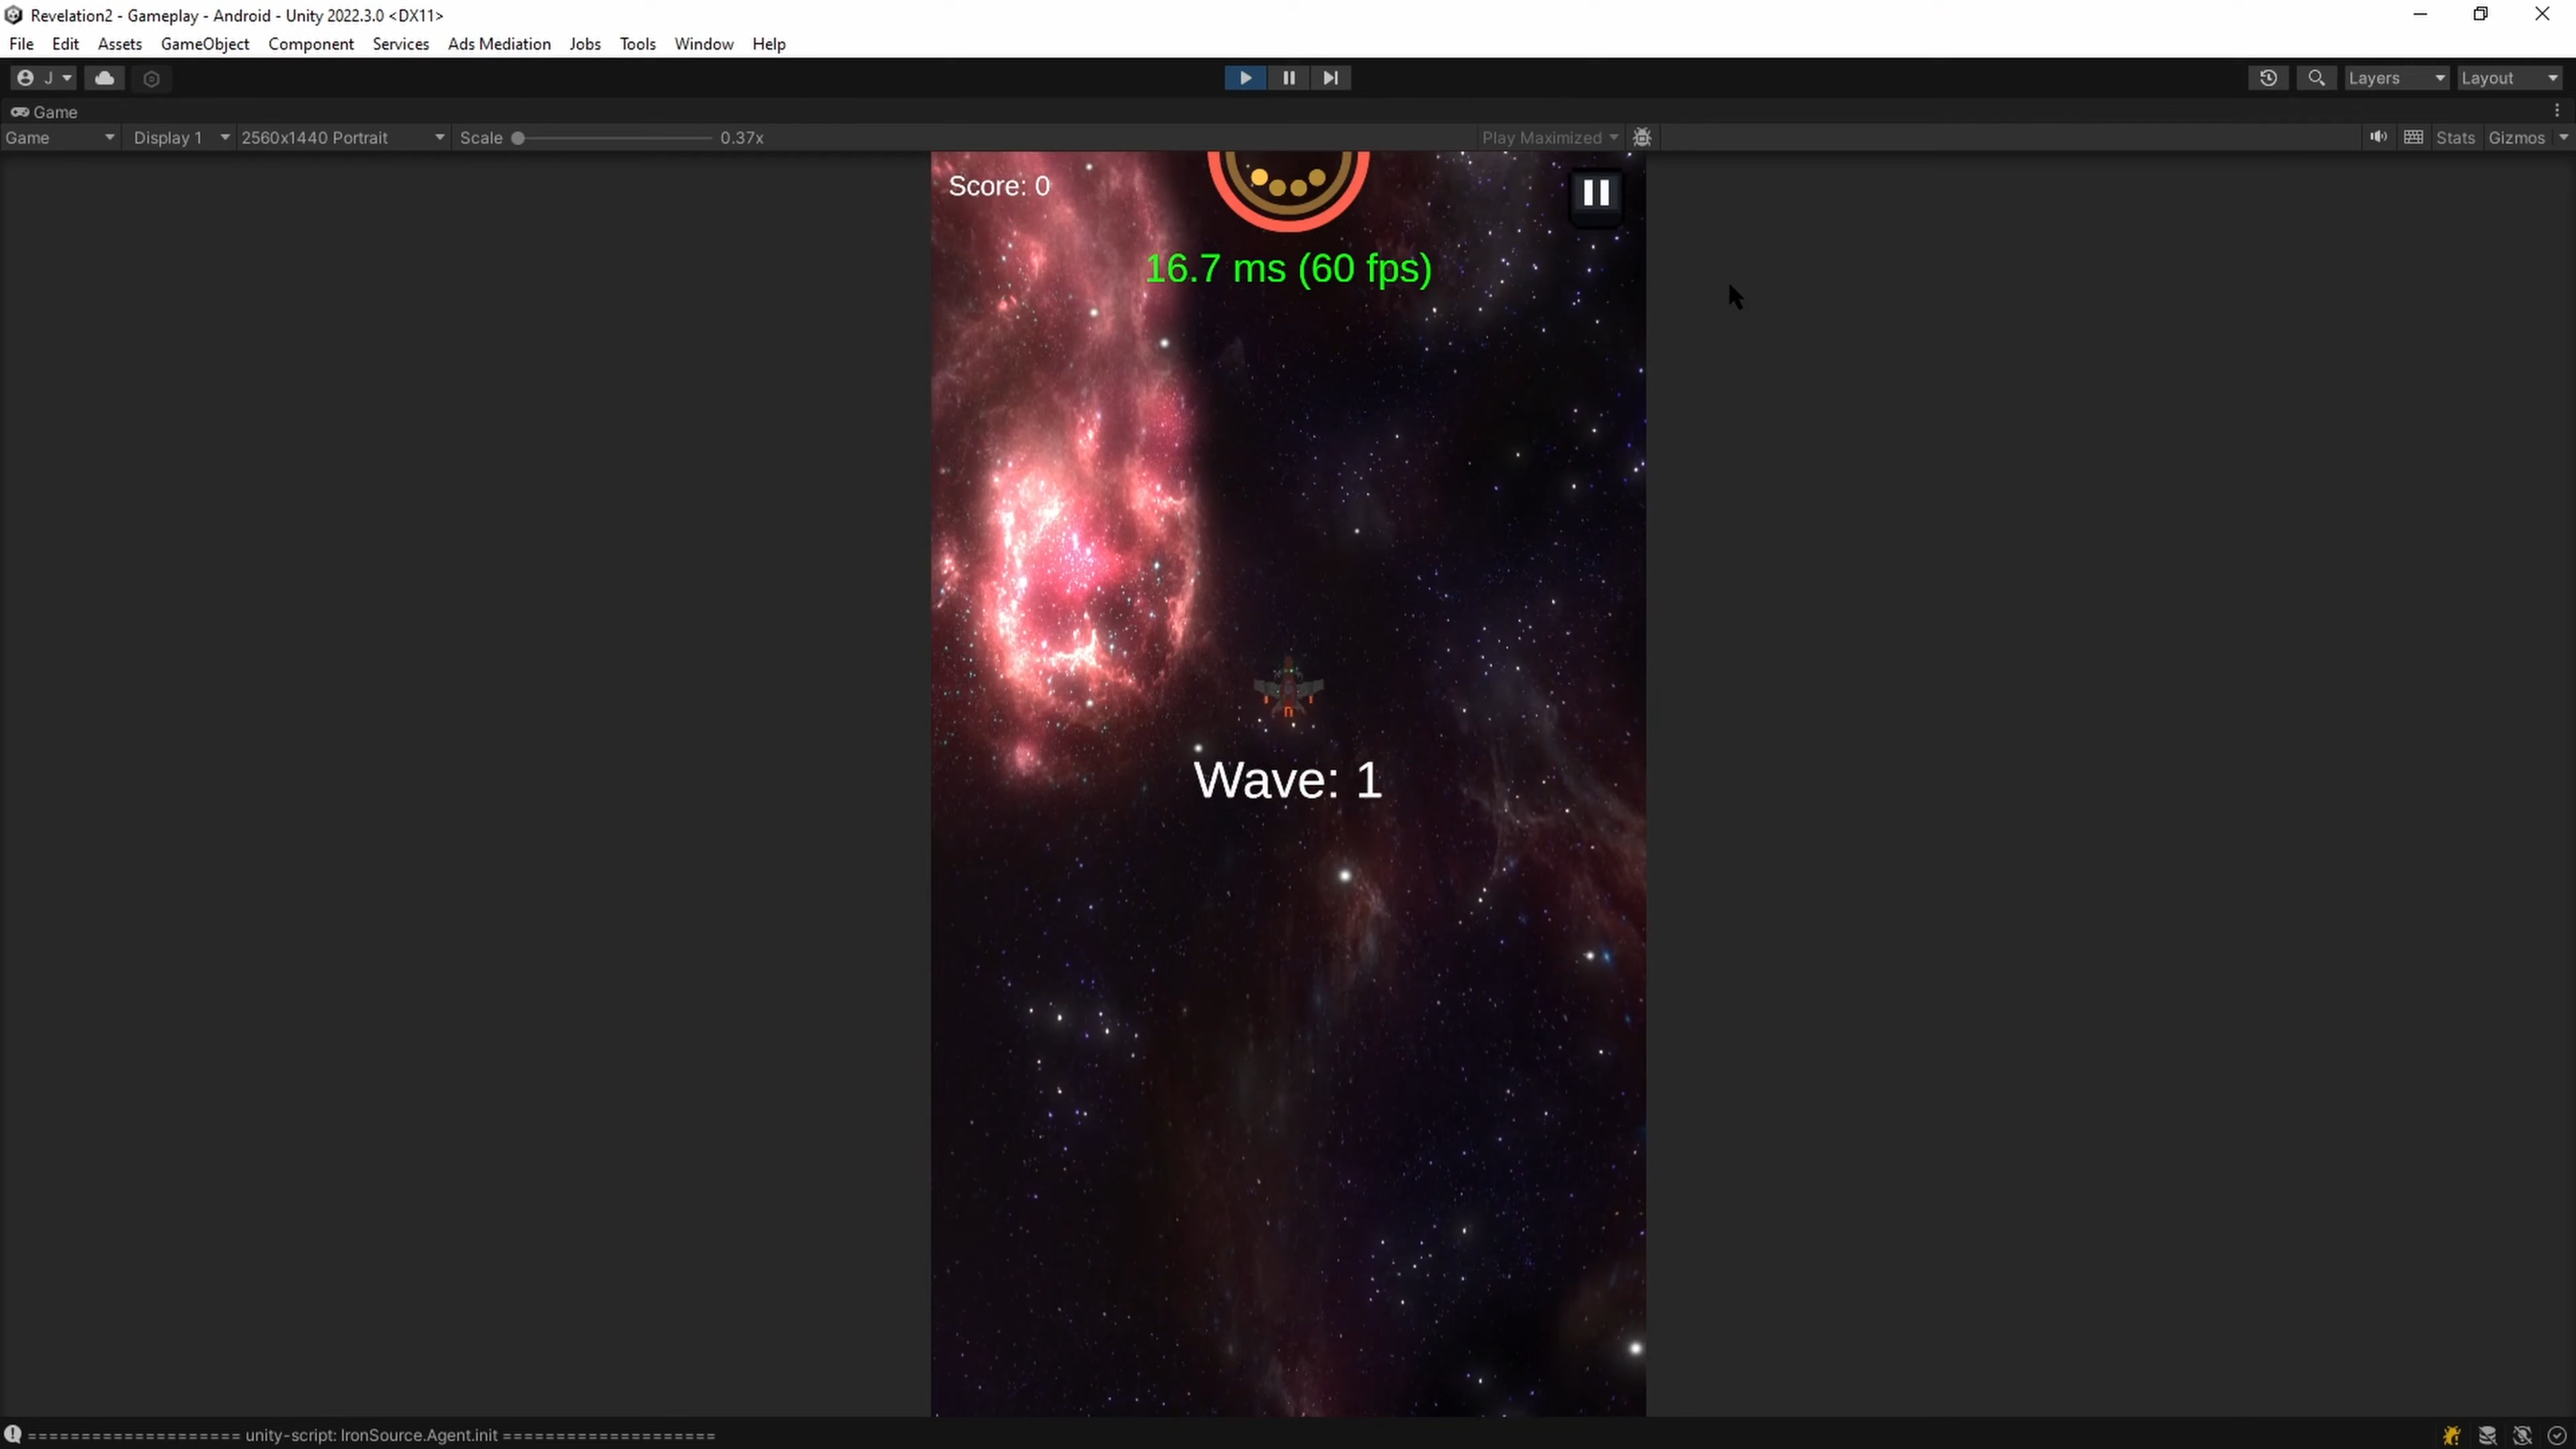 Revelation2 - Gameplay - Android - Unity 2022.3.0 <DX11>
File Edit Assets GameObject Component Services Ads Mediation Jobs Tools Window Help
J Layers Layout
Game
Game Display 1 2560x1440 Portrait Scale 0.37x Play Maximized Stats Gizmos
Score: 0
16.7 ms (60 fps)
Wave: 1
==================== unity-script: IronSource.Agent.init ====================